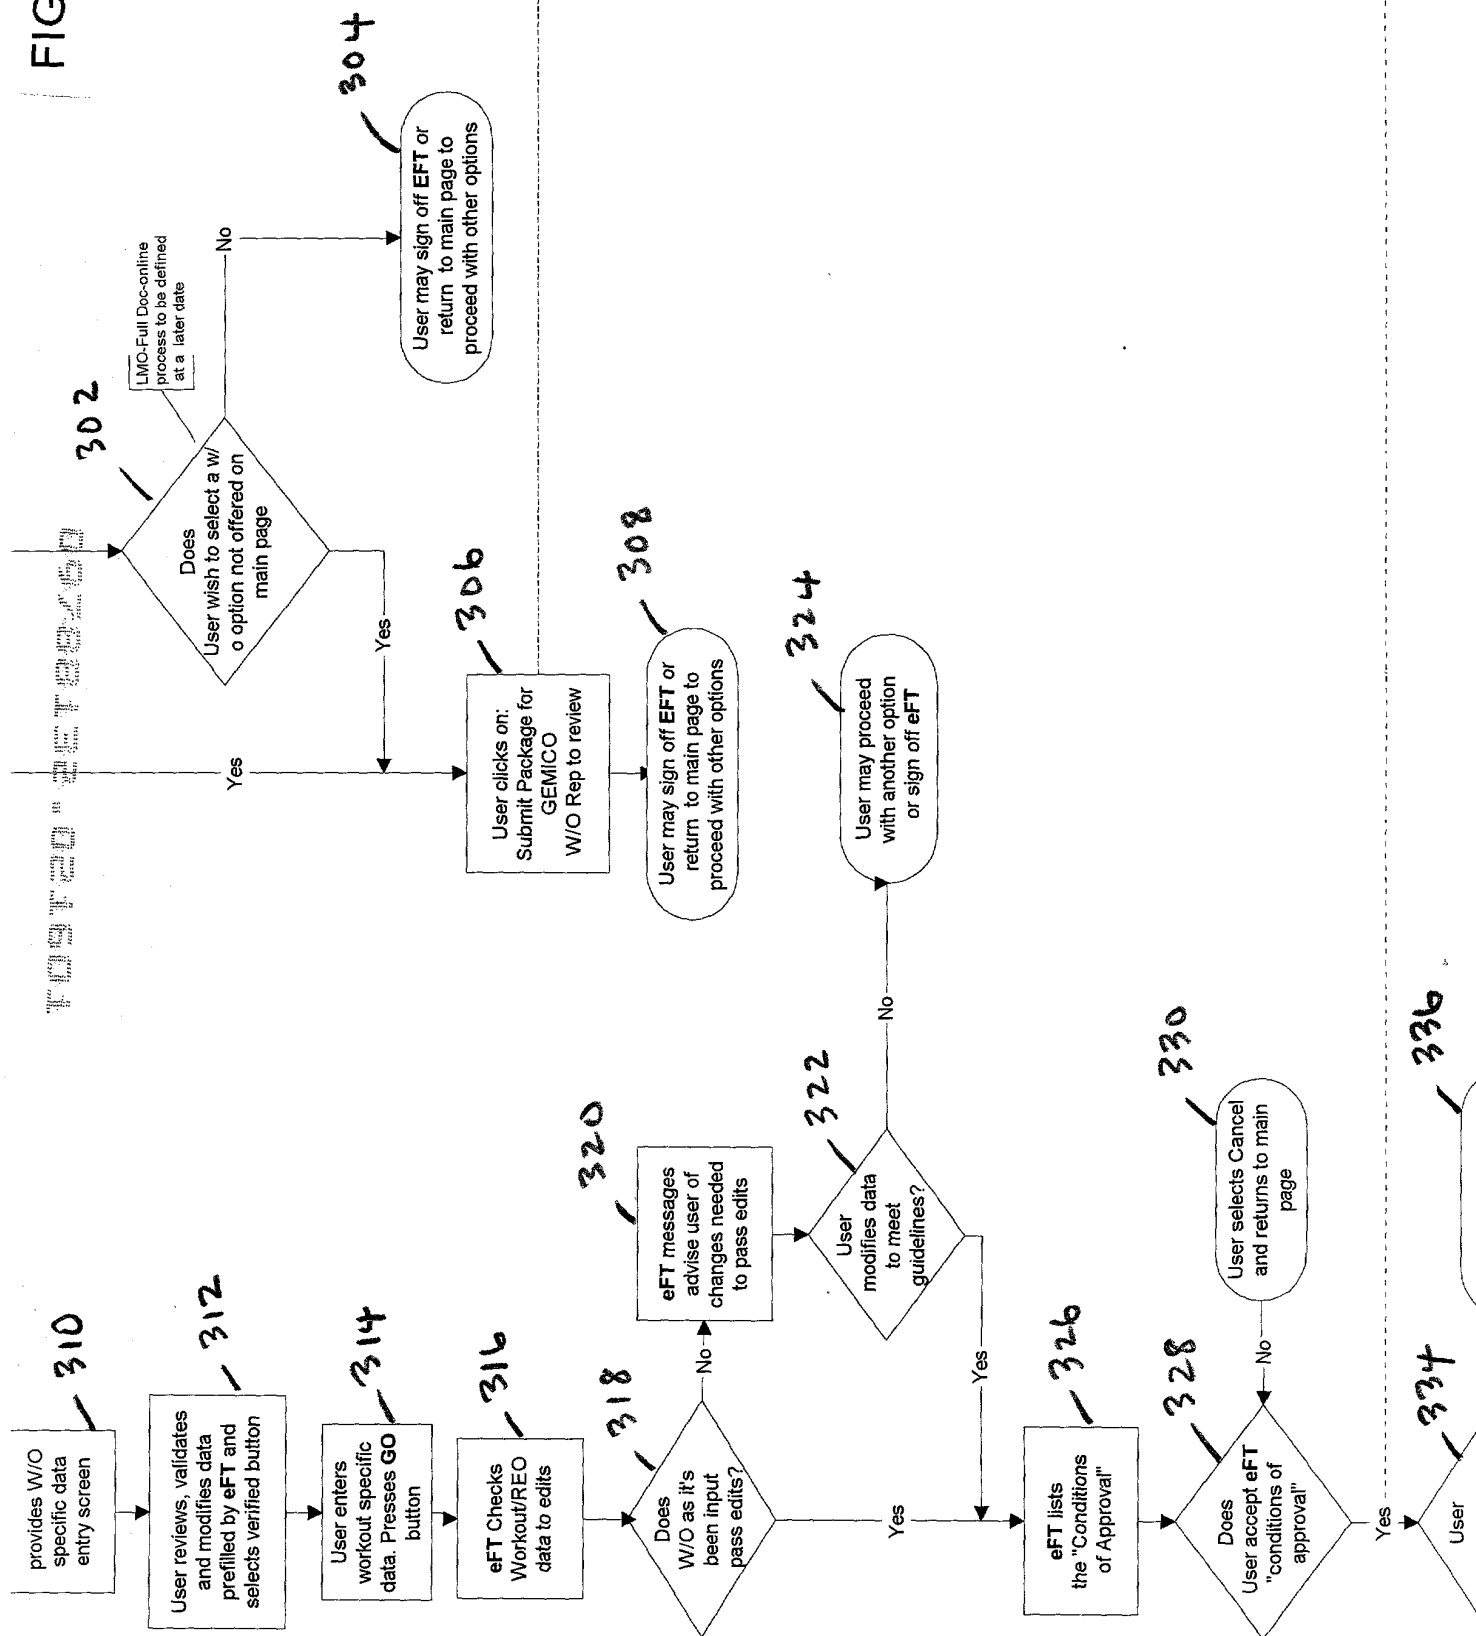 FIG
302
LMO-Full Doc-online
process to be defined
at a later date
Does
User wish to select a w/
o option not offered on
main page
No
304
User may sign off EFT or
return to main page to
proceed with other options
Yes
Yes
306
User clicks on:
Submit Package for
GEMICO
W/O Rep to review
308
User may sign off EFT or
return to main page to
proceed with other options
310
provides W/O
specific data
entry screen
312
User reviews, validates
and modifies data
prefilled by eFT and
selects verified button
314
User enters
workout specific
data. Presses GO
button
316
eFT Checks
Workout/REO
data to edits
318
Does
W/O as it's
been input
pass edits?
No
320
eFT messages
advise user of
changes needed
to pass edits
322
User
modifies data
to meet
guidelines?
No
324
User may proceed
with another option
or sign off eFT
Yes
Yes
326
eFT lists
the "Conditions
of Approval"
328
Does
User accept eFT
"conditions of
approval"
No
330
User selects Cancel
and returns to main
page
Yes
334
User
336